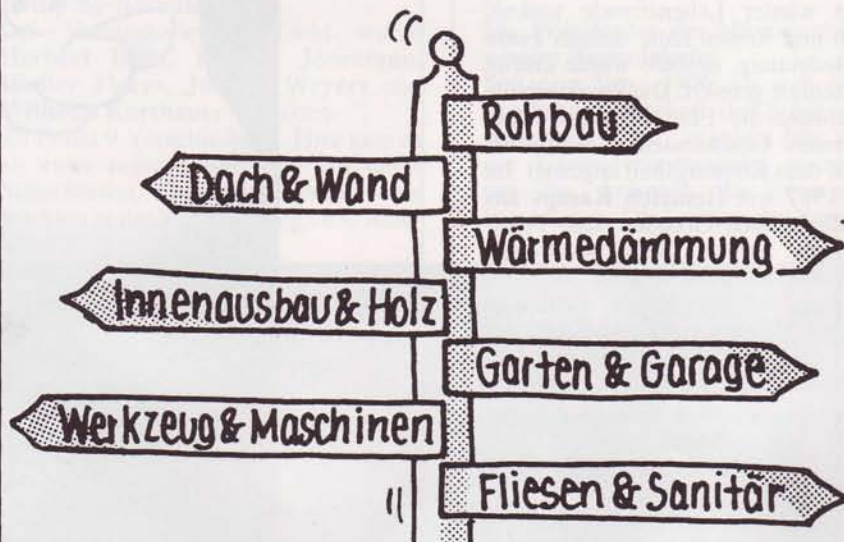 Rohbau
Dach & Wand
Wärmedämmung
Innenausbau & Holz
Garten & Garage
Werkzeug & Maschinen
Fliesen & Sanitär